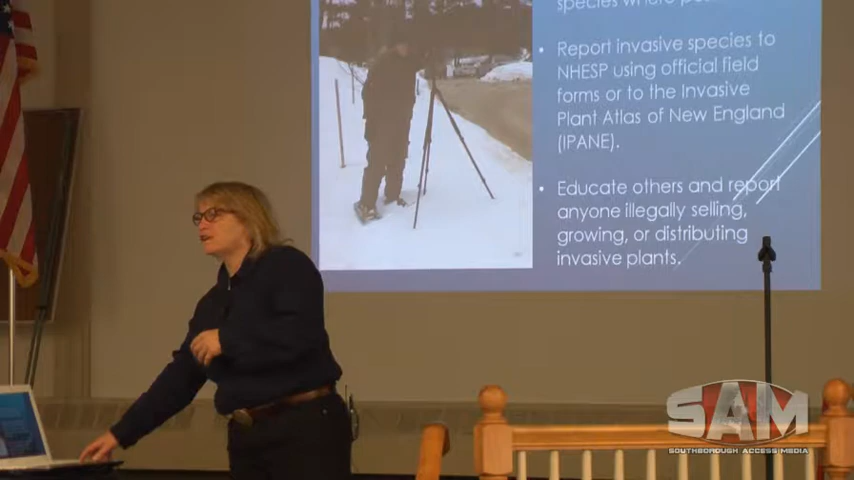 • Report invasive species to
NHESP using official field
forms or to the Invasive
Plant Atlas of New England
(IPANE).
• Educate others and report
anyone illegally selling,
growing, or distributing
invasive plants.
SAM
SOUTHBOROUGH ACCESS MEDIA